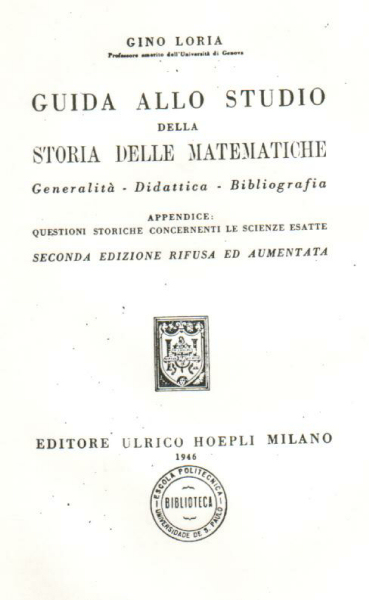 GINO LORIA
Professore emerito dell'Università di Genova
GUIDA ALLO STUDIO
DELLA
STORIA DELLE MATEMATICHE
Generalità - Didattica - Bibliografia
APPENDICE:
QUESTIONI STORICHE CONCERNENTI LE SCIENZE ESATTE
SECONDA EDIZIONE RIFUSA ED AUMENTATA
EDITORE ULRICO HOEPLI MILANO
1946
ESCOLA POLITECNICA
BIBLIOTECA
UNIVERSIDADE DE S. PAULO